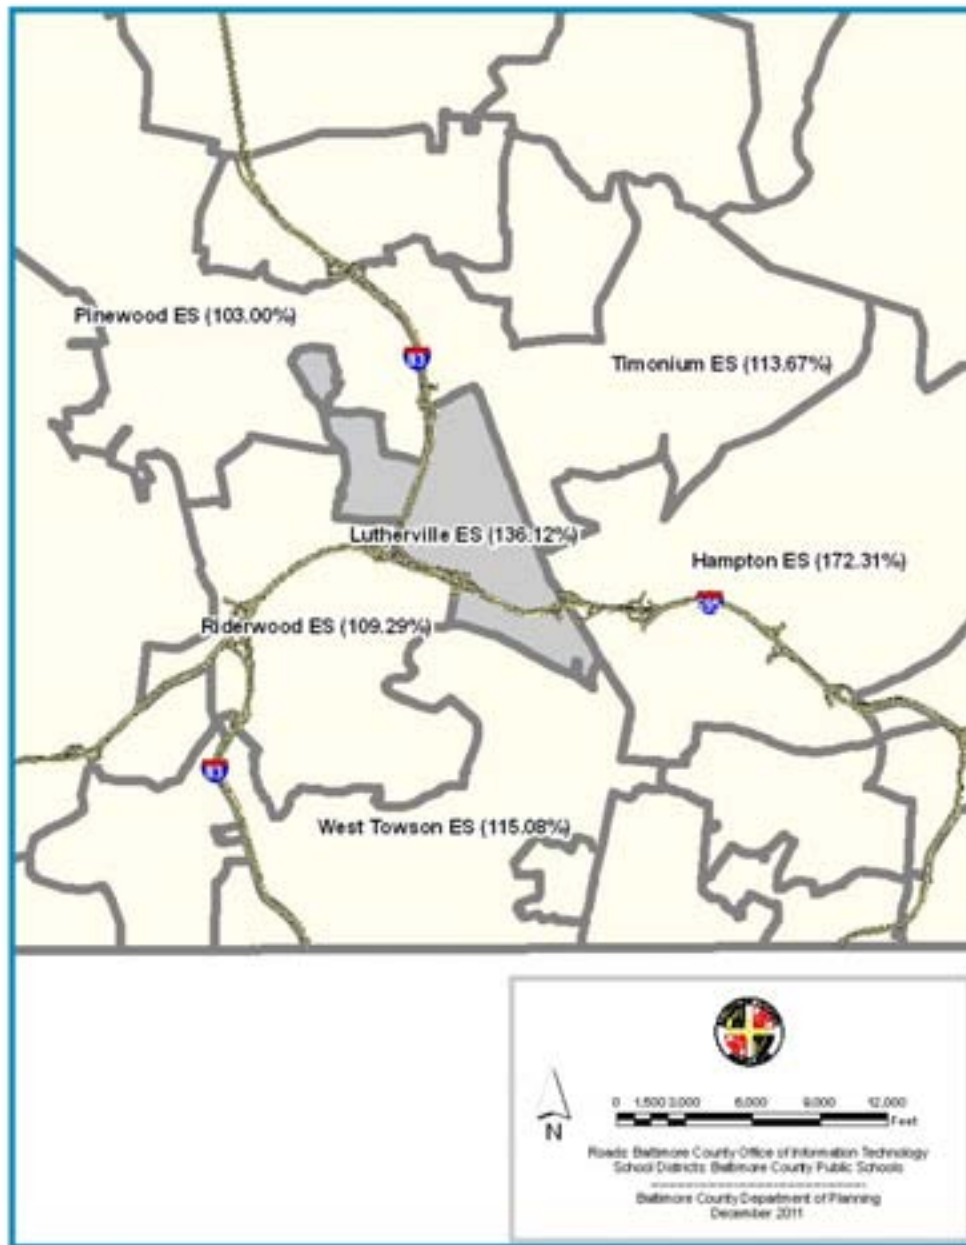 Pinewood ES (103.00%)
83
Timonium ES (113.67%)
Lutherville ES (136.12%)
Hampton ES (172.31%)
Riderwood ES (109.29%)
83
West Towson ES (115.08%)
0 1,500 3,000 6,000 9,000 12,000
Feet
N
Roads: Baltimore County Office of Information Technology
School Districts: Baltimore County Public Schools
Baltimore County Department of Planning
December 2011